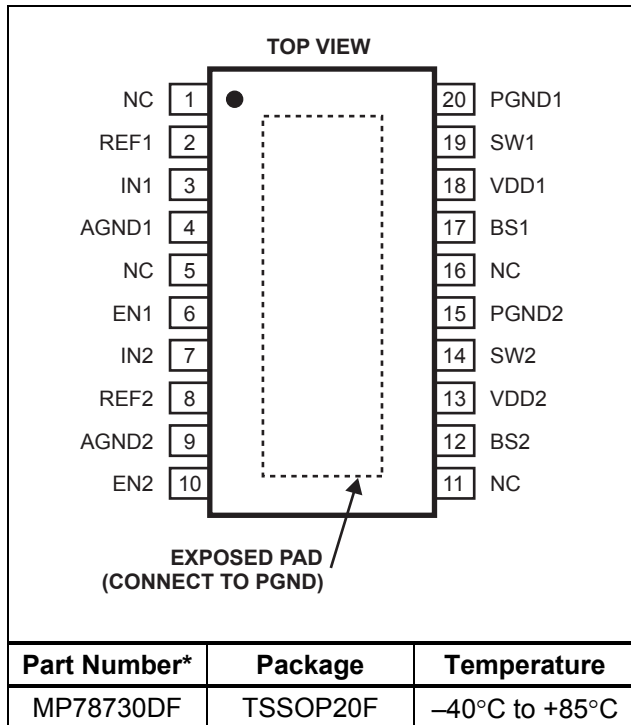 TOP VIEW
NC 1 20 PGND1
REF1 2 19 SW1
IN1 3 18 VDD1
AGND1 4 17 BS1
NC 5 16 NC
EN1 6 15 PGND2
IN2 7 14 SW2
REF2 8 13 VDD2
AGND2 9 12 BS2
EN2 10 11 NC
EXPOSED PAD
(CONNECT TO PGND)
Part Number* Package Temperature
MP78730DF TSSOP20F –40°C to +85°C